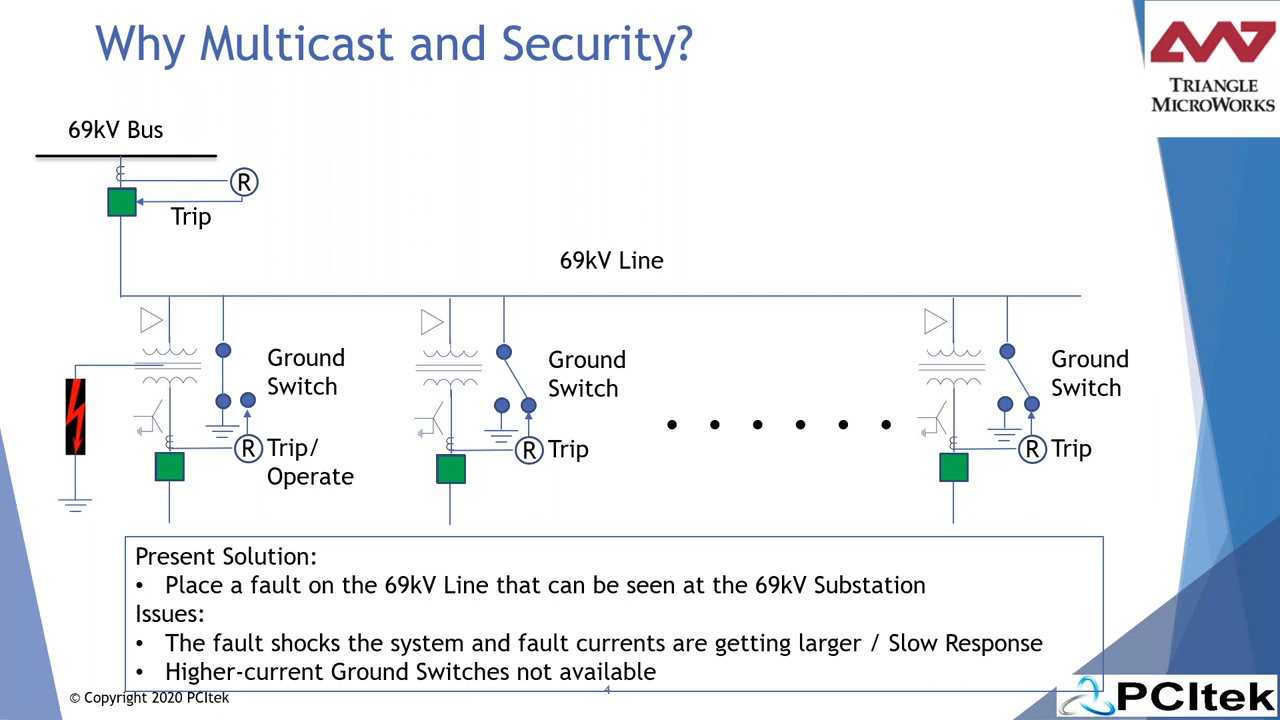 Why Multicast and Security?
TRIANGLE
MICROWORKS
69kV Bus
R
Trip
69kV Line
Ground
Switch
Ground
Switch
Ground
Switch
R
Trip/
Operate
R
Trip
R
Trip
Present Solution:
• Place a fault on the 69kV Line that can be seen at the 69kV Substation
Issues:
• The fault shocks the system and fault currents are getting larger / Slow Response
• Higher-current Ground Switches not available
4
© Copyright 2020 PCItek
PCItek